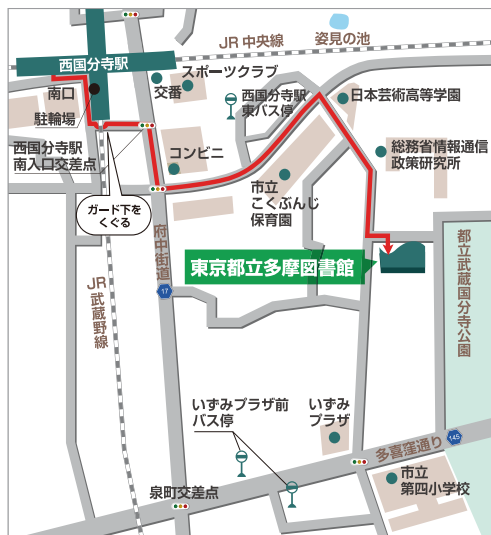 JR 中央線
姿見の池
西国分寺駅
スポーツクラブ
交番
南口
西国分寺駅
東バス停
日本芸術高等学園
駐輪場
西国分寺駅
南入口交差点
コンビニ
総務省情報通信
政策研究所
市立
こくぶんじ
保育園
ガード下を
くぐる
府中街道
都立武蔵国分寺公園
東京都立多摩図書館
JR 武蔵野線
17
いずみプラザ前
バス停
いずみ
プラザ
多喜窪通り
145
泉町交差点
市立
第四小学校